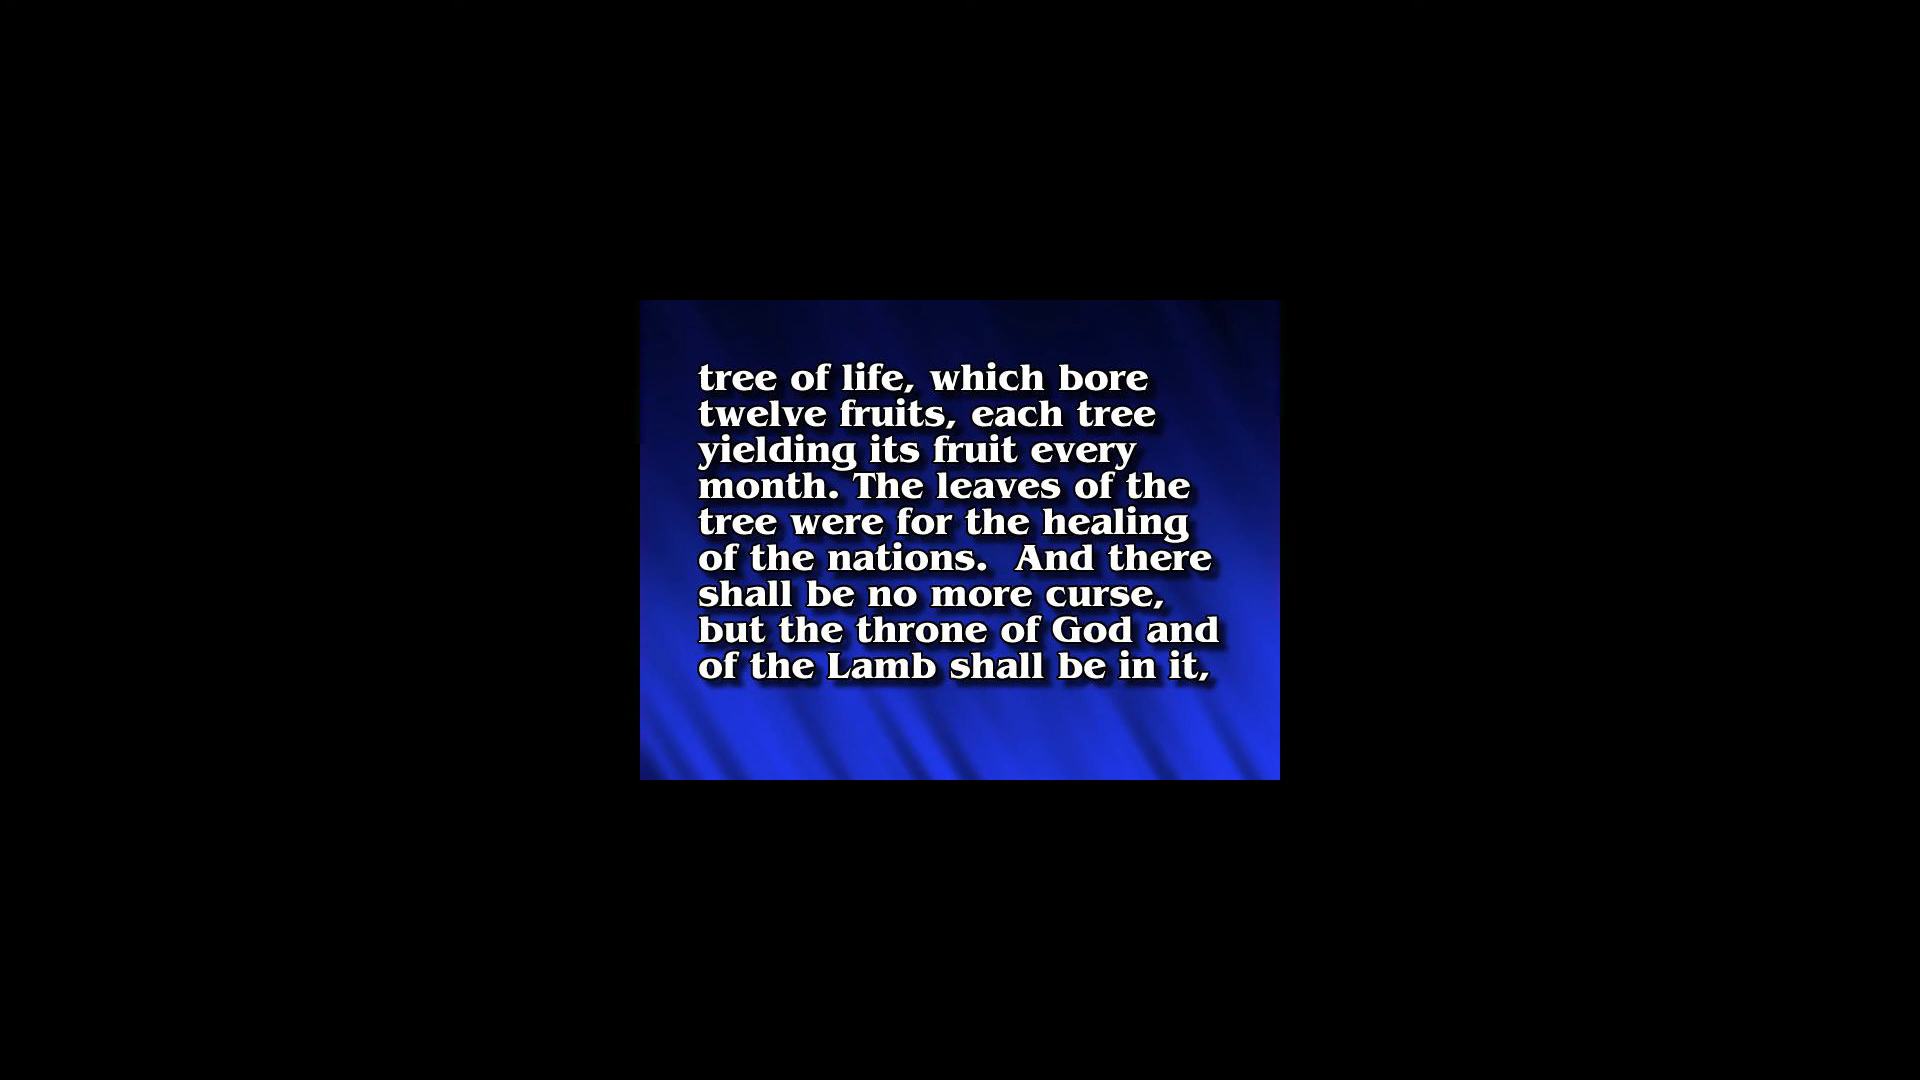 tree of life, which bore
twelve fruits, each tree
yielding its fruit every
month. The leaves of the
tree were for the healing
of the nations.  And there
shall be no more curse,
but the throne of God and
of the Lamb shall be in it,